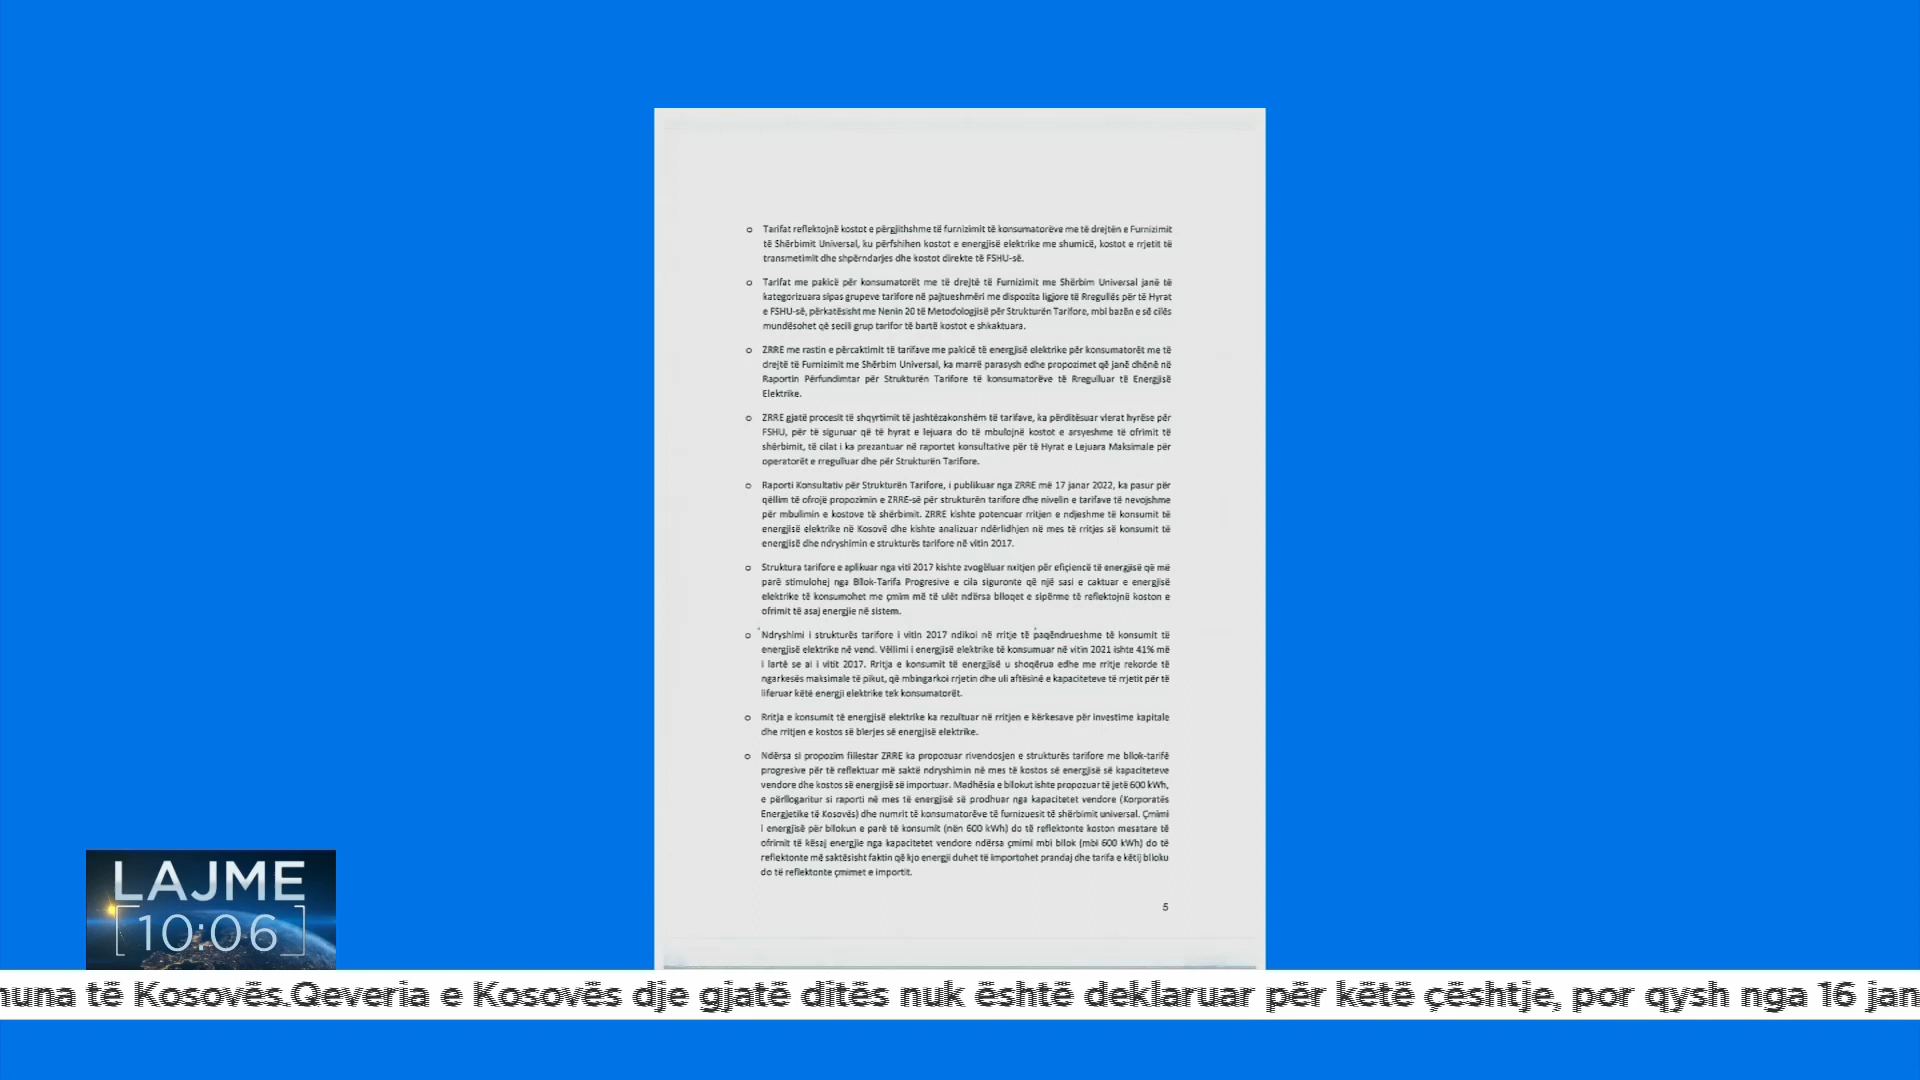 o Tarifat reflektojnë kostot e përgjithshme të furnizimit të konsumatorëve me të drejtën e Furnizimit
të Shërbimit Universal, ku përfshihen kostot e energjisë elektrike me shumicë, kostot e rrjetit të
transmetimit dhe shpërndarjes dhe kostot direkte të FSHU-së.
o Tarifat me pakicë për konsumatorët me të drejtë të Furnizimit me Shërbim Universal janë të
kategorizuara sipas grupeve tarifore në pajtueshmëri me dispozita ligjore të Rregullës për të Hyrat
e FSHU-së, përkatësisht me Nenin 20 të Metodologjisë për Strukturën Tarifore, mbi bazën e së cilës
mundësohet që secili grup tarifor të bartë kostot e shkaktuara.
o ZRRE me rastin e përcaktimit të tarifave me pakicë të energjisë elektrike për konsumatorët me të
drejtë të Furnizimit me Shërbim Universal, ka marrë parasysh edhe propozimet që janë dhënë në
Raportin Përfundimtar për Strukturën Tarifore të konsumatorëve të Rregulluar të Energjisë
Elektrike.
o ZRRE gjatë procesit të shqyrtimit të jashtëzakonshëm të tarifave, ka përditësuar vlerat hyrëse për
FSHU, për të siguruar që të hyrat e lejuara do të mbulojnë kostot e arsyeshme të ofrimit të
shërbimit, të cilat i ka prezantuar në raportet konsultative për të Hyrat e Lejuara Maksimale për
operatorët e rregulluar dhe për Strukturën Tarifore.
o Raporti Konsultativ për Strukturën Tarifore, i publikuar nga ZRRE më 17 janar 2022, ka pasur për
qëllim të ofrojë propozimin e ZRRE-së për strukturën tarifore dhe nivelin e tarifave të nevojshme
për mbulimin e kostove të shërbimit. ZRRE kishte potencuar rritjen e ndjeshme të konsumit të
energjisë elektrike në Kosovë dhe kishte analizuar ndërlidhjen në mes të rritjes së konsumit të
energjisë dhe ndryshimin e strukturës tarifore në vitin 2017.
o Struktura tarifore e aplikuar nga viti 2017 kishte zvogëluar nxitjen për efiçiencë të energjisë që më
parë stimulohej nga Bllok-Tarifa Progresive e cila siguronte që një sasi e caktuar e energjisë
elektrike të konsumohet me çmim më të ulët ndërsa blloqet e sipërme të reflektojnë koston e
ofrimit të asaj energjie në sistem.
o Ndryshimi i strukturës tarifore i vitin 2017 ndikoi në rritje të paqëndrueshme të konsumit të
energjisë elektrike në vend. Vëllimi i energjisë elektrike të konsumuar në vitin 2021 ishte 41% më
i lartë se ai i vitit 2017. Rritja e konsumit të energjisë u shoqërua edhe me rritje rekorde të
ngarkesës maksimale të pikut, që mbingarkoi rrjetin dhe uli aftësinë e kapaciteteve të rrjetit për të
liferuar këtë energji elektrike tek konsumatorët.
o Rritja e konsumit të energjisë elektrike ka rezultuar në rritjen e kërkesave për investime kapitale
dhe rritjen e kostos së blerjes së energjisë elektrike.
o Ndërsa si propozim fillestar ZRRE ka propozuar rivendosjen e strukturës tarifore me bllok-tarifë
progresive për të reflektuar më saktë ndryshimin në mes të kostos së energjisë së kapaciteteve
vendore dhe kostos së energjisë së importuar. Madhësia e bllokut ishte propozuar të jetë 600 kWh,
e përllogaritur si raporti në mes të energjisë së prodhuar nga kapacitetet vendore (Korporatës
Energjetike të Kosovës) dhe numrit të konsumatorëve të furnizuesit të shërbimit universal. Çmimi
i energjisë për bllokun e parë të konsumit (nën 600 kWh) do të reflektonte koston mesatare të
ofrimit të kësaj energjie nga kapacitetet vendore ndërsa çmimi mbi bllok (mbi 600 kWh) do të
reflektonte më saktësisht faktin që kjo energji duhet të importohet prandaj dhe tarifa e këtij blloku
do të reflektonte çmimet e importit.
5
LAJME
10:06
muna të Kosovës.Qeveria e Kosovës dje gjatë ditës nuk është deklaruar për këtë çështje, por qysh nga 16 jan